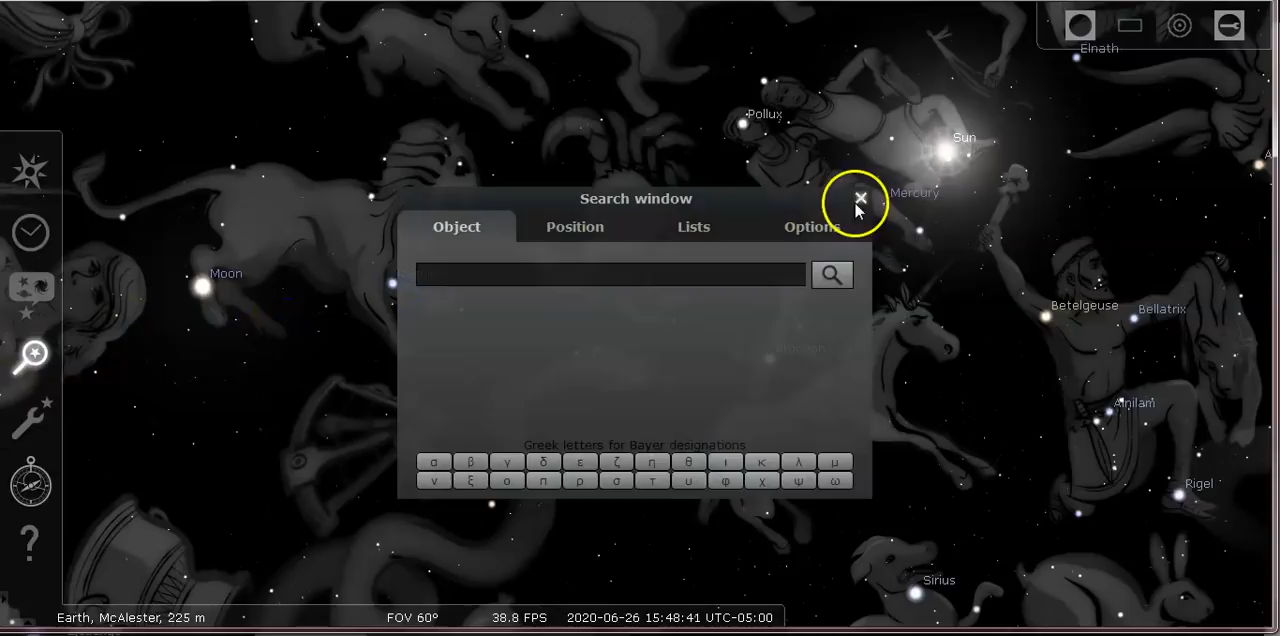 Elnath
Pollux
Sun
Mercury
Search window
Object Position Lists Options
Moon
Betelgeuse
Bellatrix
Procyon
Alnilam
Greek letters for Bayer designations
α β γ δ ε ζ η θ ι κ λ μ
ν ξ ο π ρ σ τ υ φ χ ψ ω
Rigel
Sirius
Earth, McAlester, 225 m FOV 60° 38.8 FPS 2020-06-26 15:48:41 UTC-05:00